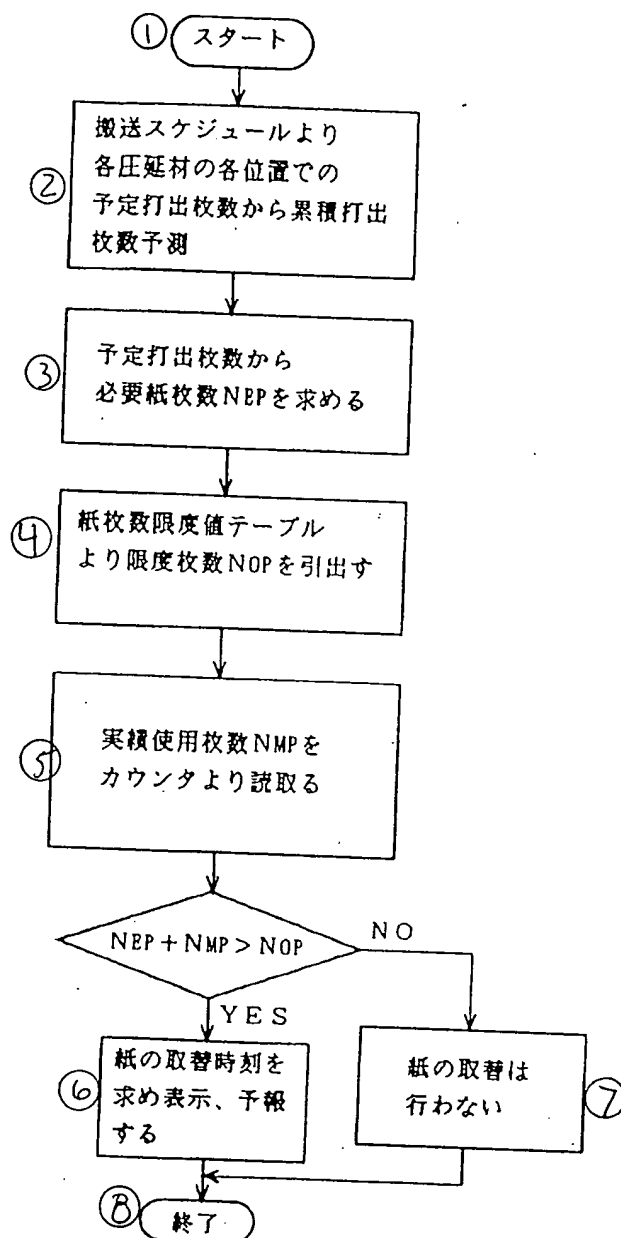 ① スタート
搬送スケジュールより
各圧延材の各位置での
② 予定打出枚数から累積打出
枚数予測
③ 予定打出枚数から
必要紙枚数NEPを求める
④ 紙枚数限度値テーブル
より限度枚数NOPを引出す
⑤ 実績使用枚数NMPを
カウンタより読取る
NEP+NMP>NOP
NO
YES
紙の取替時刻を
⑥ 求め表示、予報
する
紙の取替は
行わない ⑦
⑧ 終了